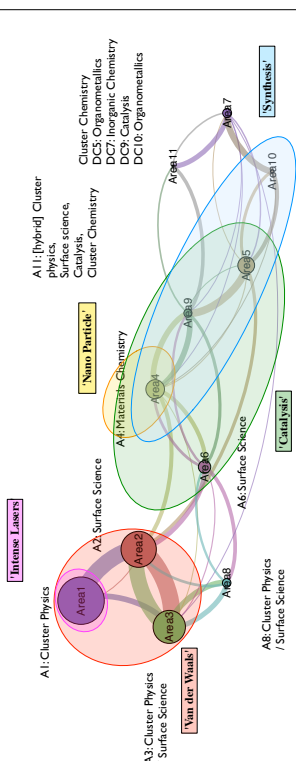 'Intense Lasers
A1: Cluster Physics
Area1
A2: Surface Science
Area2
A3: Cluster Physics
Surface Science
Area3
'Van der Waals'
Area8
A8: Cluster Physics
/ Surface Science
Area6
A6: Surface Science
'Nano Particle'
A4: Materials Chemistry
Area4
Area9
Area5
'Catalysis'
A11: [hybrid] Cluster
physics,
Surface science,
Catalysis,
Cluster Chemistry
Cluster Chemistry
DC5: Organometallics
DC7: Inorganic Chemistry
DC9: Catalysis
DC10: Organometallics
Area11
Area7
Area10
'Synthesis'